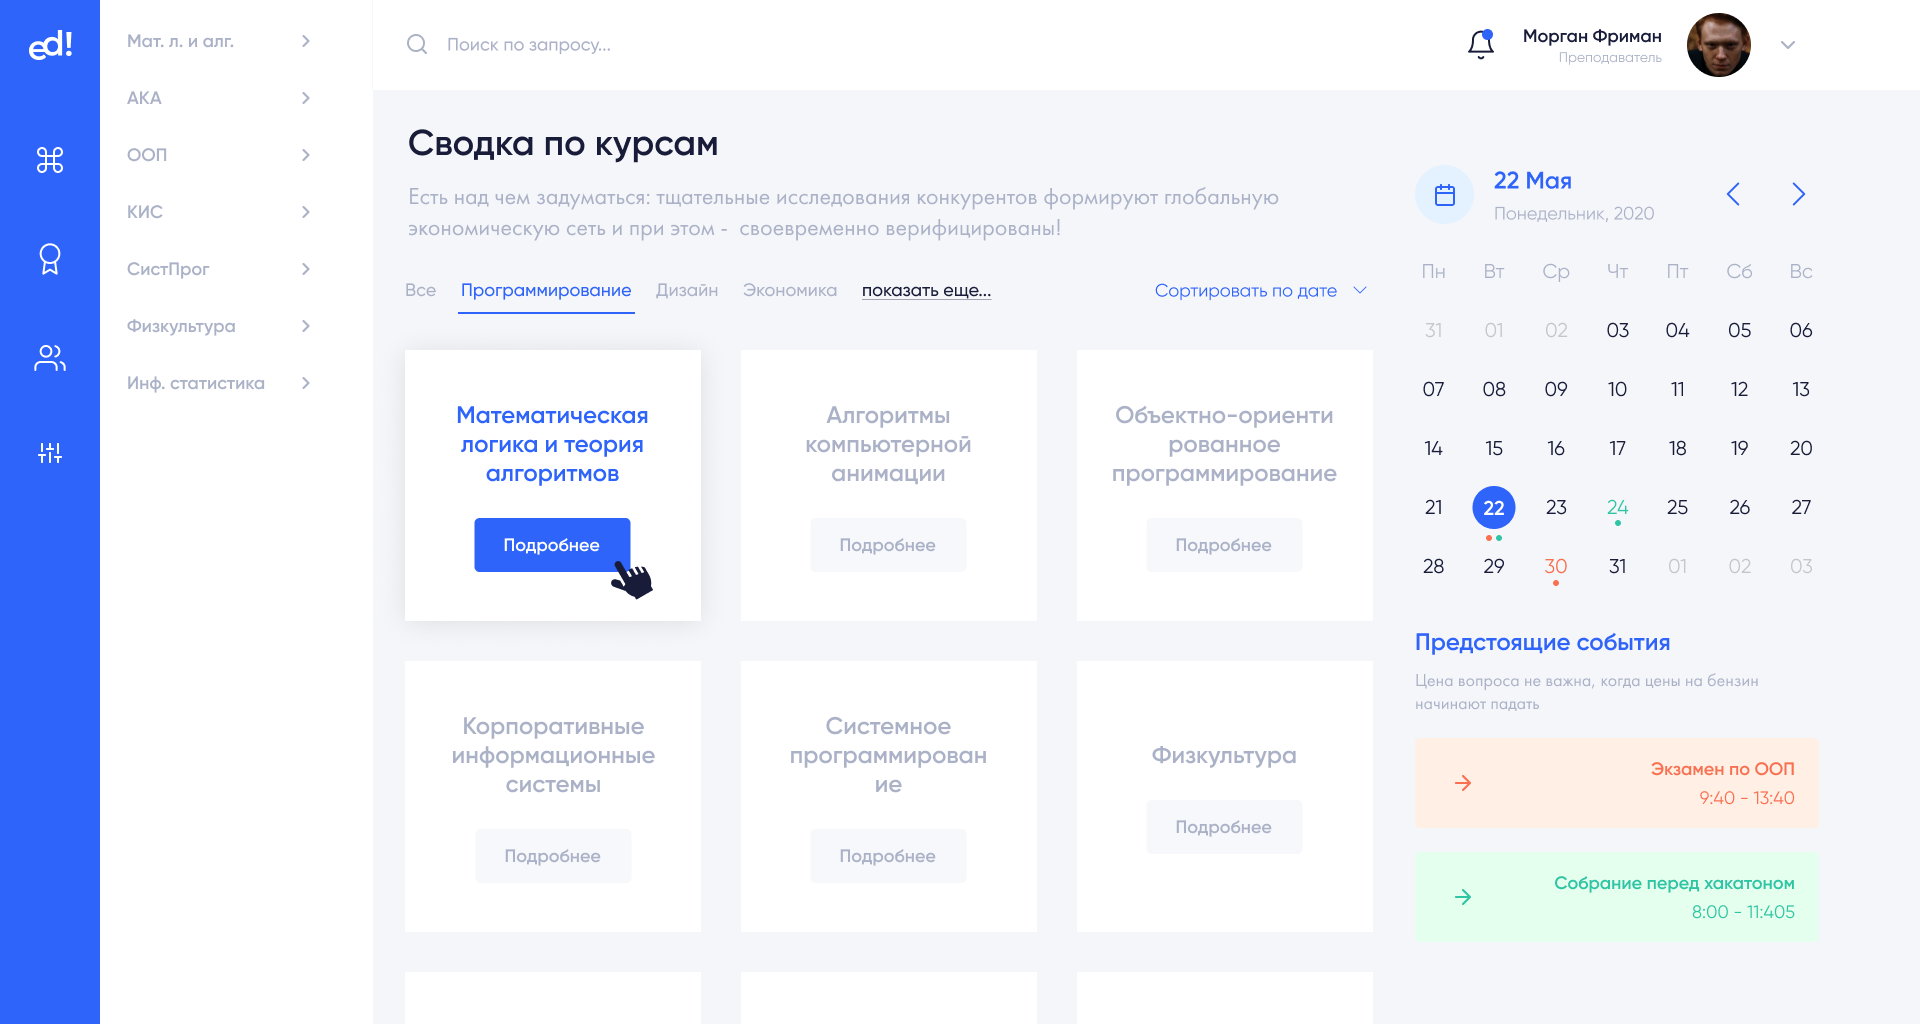 ed!
Мат. л. и алг.
АКА
ООП
КИС
СистПрог
Физкультура
Инф. статистика
Поиск по запросу...
Морган Фриман
Преподаватель
Сводка по курсам
Есть над чем задуматься: тщательные исследования конкурентов формируют глобальную
экономическую сеть и при этом - своевременно верифицированы!
Все Программирование Дизайн Экономика показать еще... Сортировать по дате
Математическая
логика и теория
алгоритмов
Подробнее
Алгоритмы
компьютерной
анимации
Подробнее
Объектно-ориенти
рованное
программирование
Подробнее
Корпоративные
информационные
системы
Подробнее
Системное
программирован
ие
Подробнее
Физкультура
Подробнее
22 Мая
Понедельник, 2020
Пн Вт Ср Чт Пт Сб Вс
31 01 02 03 04 05 06
07 08 09 10 11 12 13
14 15 16 17 18 19 20
21 22 23 24 25 26 27
28 29 30 31 01 02 03
Предстоящие события
Цена вопроса не важна, когда цены на бензин
начинают падать
Экзамен по ООП
9:40 - 13:40
Собрание перед хакатоном
8:00 - 11:405